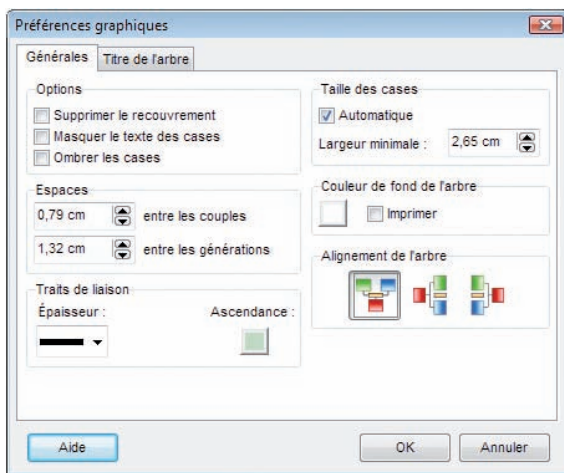 Préférences graphiques
Générales
Titre de l'arbre
Options
Supprimer le recouvrement
Masquer le texte des cases
Ombrer les cases
Espaces
0,79 cm entre les couples
1,32 cm entre les générations
Traits de liaison
Épaisseur : Ascendance :
Taille des cases
Automatique
Largeur minimale : 2,65 cm
Couleur de fond de l'arbre
Imprimer
Alignement de l'arbre
Aide
OK
Annuler